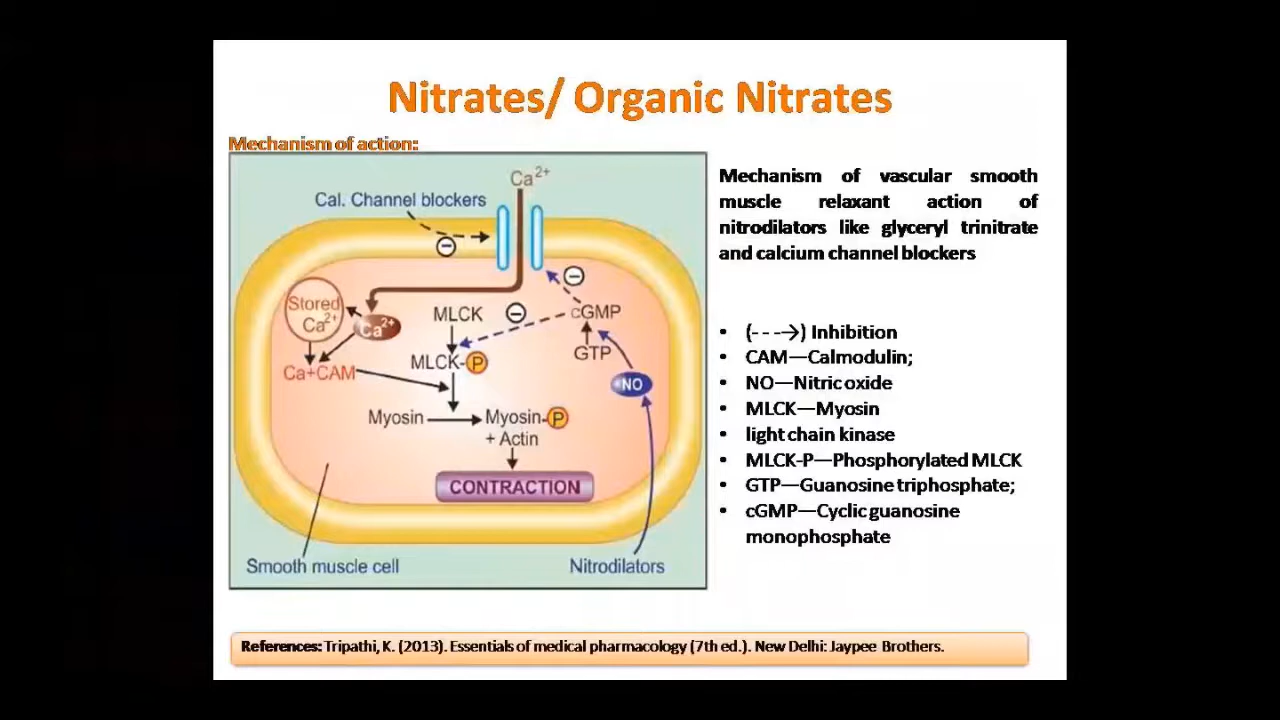 Nitrates/ Organic Nitrates
Mechanism of action:
Ca2+
Cal. Channel blockers
Stored
Ca2+
Ca2+
MLCK
cGMP
GTP
MLCK-P
Ca+CAM
NO
Myosin
Myosin-P
+ Actin
CONTRACTION
Smooth muscle cell
Nitrodilators
Mechanism of vascular smooth
muscle relaxant action of
nitrodilators like glyceryl trinitrate
and calcium channel blockers
• (- - -→) Inhibition
• CAM—Calmodulin;
• NO—Nitric oxide
• MLCK—Myosin
• light chain kinase
• MLCK-P—Phosphorylated MLCK
• GTP—Guanosine triphosphate;
• cGMP—Cyclic guanosine
monophosphate
References: Tripathi, K. (2013). Essentials of medical pharmacology (7th ed.). New Delhi: Jaypee Brothers.